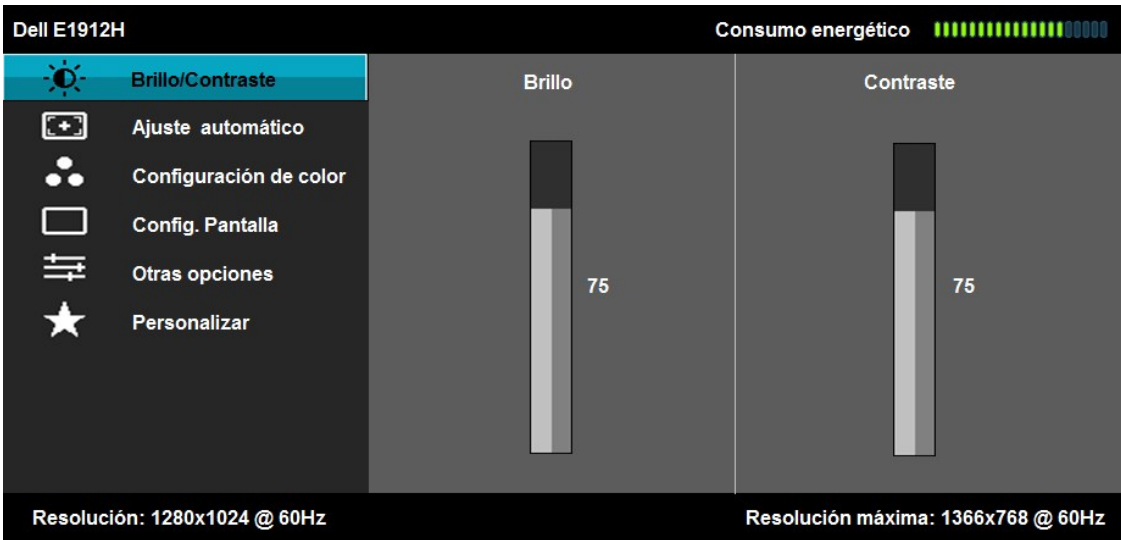 Dell E1912H
Consumo energético
Brillo/Contraste
Ajuste automático
Configuración de color
Config. Pantalla
Otras opciones
Personalizar
Brillo
75
Contraste
75
Resolución: 1280x1024 @ 60Hz
Resolución máxima: 1366x768 @ 60Hz